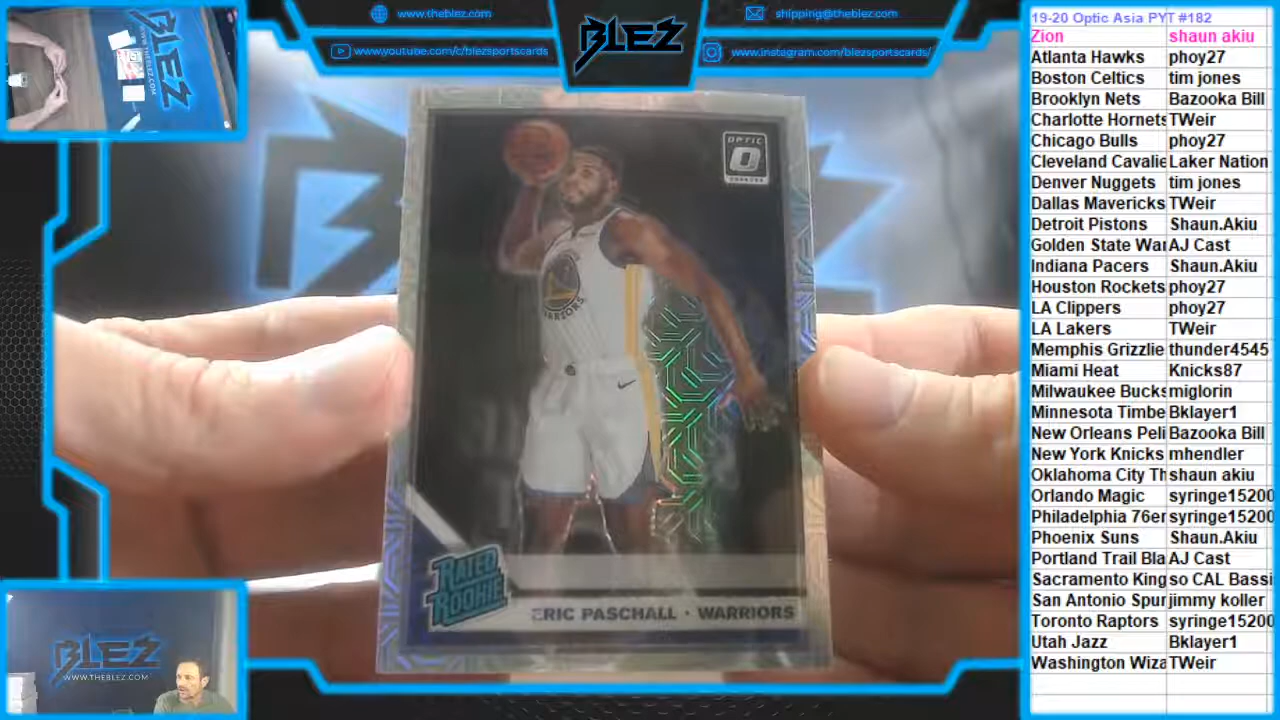 www.theblez.com
www.youtube.com/c/blezsportscards
BLEZ
shipping@theblez.com
www.instagram.com/blezsportscards/
BLEZ
THEBLEZ.COM
OPTIC
WARRIORS
RATED
ROOKIE
ERIC PASCHALL · WARRIORS
BLEZ
WWW.THEBLEZ.COM
19-20 Optic Asia PYT #182
Zion shaun akiu
Atlanta Hawks phoy27
Boston Celtics tim jones
Brooklyn Nets Bazooka Bill
Charlotte Hornets TWeir
Chicago Bulls phoy27
Cleveland Cavalie Laker Nation
Denver Nuggets tim jones
Dallas Mavericks TWeir
Detroit Pistons Shaun.Akiu
Golden State War AJ Cast
Indiana Pacers Shaun.Akiu
Houston Rockets phoy27
LA Clippers phoy27
LA Lakers TWeir
Memphis Grizzlie thunder4545
Miami Heat Knicks87
Milwaukee Bucks miglorin
Minnesota Timbe Bklayer1
New Orleans Peli Bazooka Bill
New York Knicks mhendler
Oklahoma City Th shaun akiu
Orlando Magic syringe15200
Philadelphia 76er syringe15200
Phoenix Suns Shaun.Akiu
Portland Trail Bla AJ Cast
Sacramento King so CAL Bassi
San Antonio Spur jimmy koller
Toronto Raptors syringe15200
Utah Jazz Bklayer1
Washington Wiza TWeir